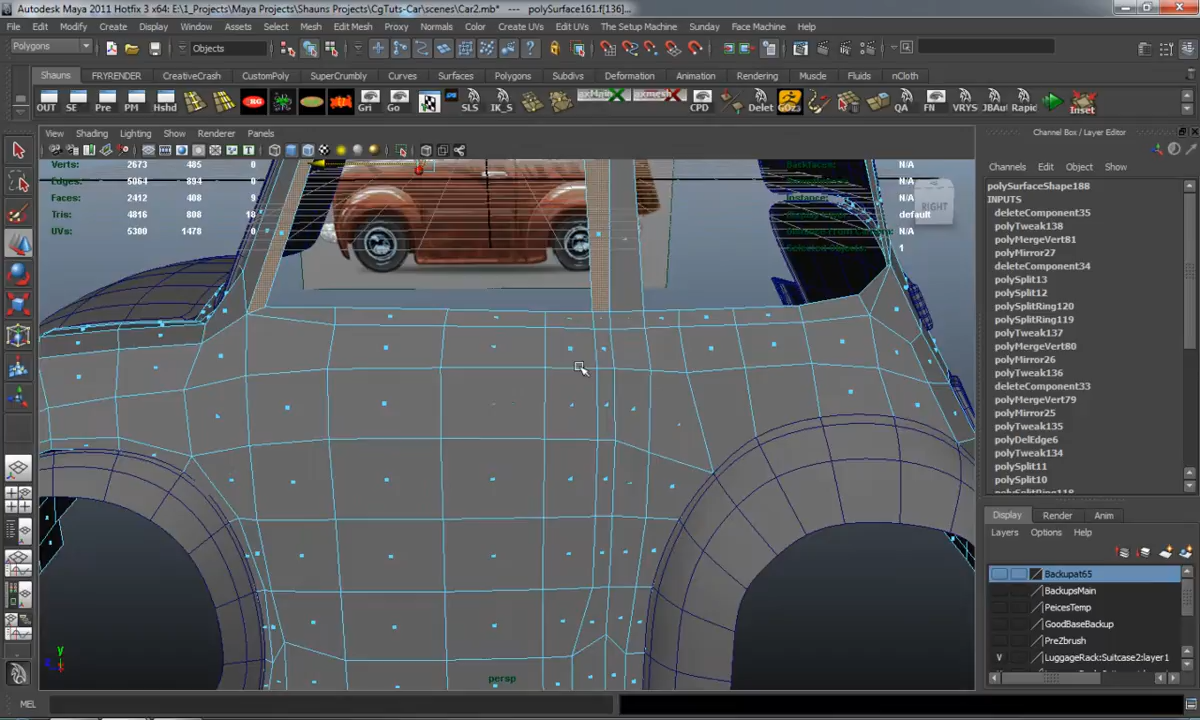 Autodesk Maya 2011 Hotfix 3 x64: E:\1_Projects\Maya Projects\Shauns Projects\CgTuts-Car\scenes\Car2.mb* --- polySurface161.f[136]...
File Edit Modify Create Display Window Assets Select Mesh Edit Mesh Proxy Normals Color Create UVs Edit UVs The Setup Machine Sunday Face Machine Help
Polygons Objects
Shauns FRYRENDER CreativeCrash CustomPoly SuperCrumbly Curves Surfaces Polygons Subdivs Deformation Animation Rendering Muscle Fluids nCloth
OUT SE Pre PM Hshd Gri Go SLS IK_S CPD Delet GOz QA FN VRYS JBAu Rapic Inset
View Shading Lighting Show Renderer Panels
Channel Box / Layer Editor
Verts: 2673 485 0 N/A
Edges: 5064 894 0 N/A
Faces: 2412 408 9 N/A
Tris: 4816 808 18 default
UVs: 5300 1478 0 N/A
1
RIGHT
Channels Edit Object Show
polySurfaceShape188
INPUTS
deleteComponent35
polyTweak138
polyMergeVert81
polyMirror27
deleteComponent34
polySplit13
polySplit12
polySplitRing120
polySplitRing119
polyTweak137
polyMergeVert80
polyMirror26
polyTweak136
deleteComponent33
polyMergeVert79
polyMirror25
polyTweak135
polyDelEdge6
polyTweak134
polySplit11
polySplit10
polySplitRing118
Display Render Anim
Layers Options Help
Backupat65
BackupsMain
PeicesTemp
GoodBaseBackup
PreZbrush
V LuggageRack:Suitcase2:layer1
y
persp
MEL